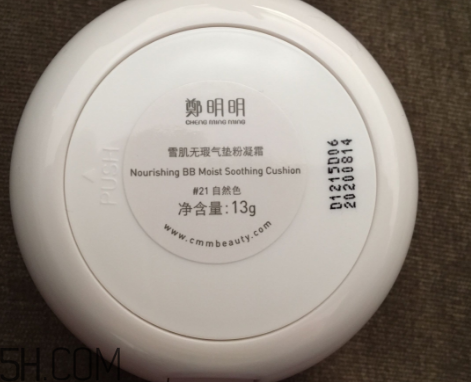 鄭明明
CHENG MING MING
雪肌无瑕气垫粉凝霜
Nourishing BB Moist Soothing Cushion
#21 自然色
净含量:13g
www.cmmbeauty.com
PUSH
D1215D06
20200814
5H.COM